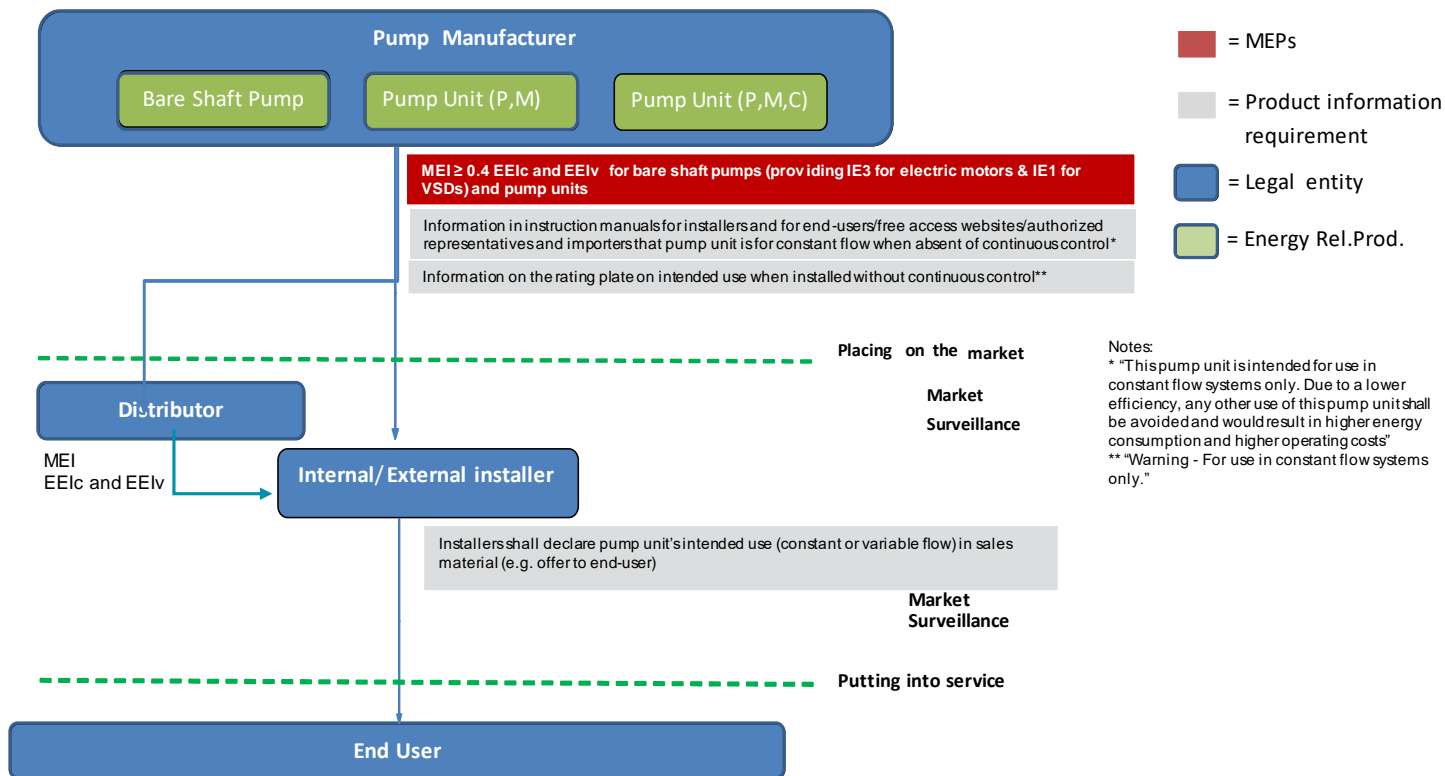 Pump Manufacturer
Bare Shaft Pump
Pump Unit (P,M)
Pump Unit (P,M,C)
= MEPs
= Product information
requirement
= Legal entity
= Energy Rel.Prod.
MEI ≥ 0.4 EEIc and EEIv for bare shaft pumps (providing IE3 for electric motors & IE1 for
VSDs) and pump units
Information in instruction manuals for installers and for end-users/free access websites/authorized
representatives and importers that pump unit is for constant flow when absent of continuous control*
Information on the rating plate on intended use when installed without continuous control**
Placing on the market
Market
Surveillance
Notes:
* "This pump unit is intended for use in
constant flow systems only. Due to a lower
efficiency, any other use of this pump unit shall
be avoided and would result in higher energy
consumption and higher operating costs"
** "Warning - For use in constant flow systems
only."
Distributor
MEI
EEIc and EEIv
Internal/ External installer
Installers shall declare pump unit's intended use (constant or variable flow) in sales
material (e.g. offer to end-user)
Market
Surveillance
Putting into service
End User